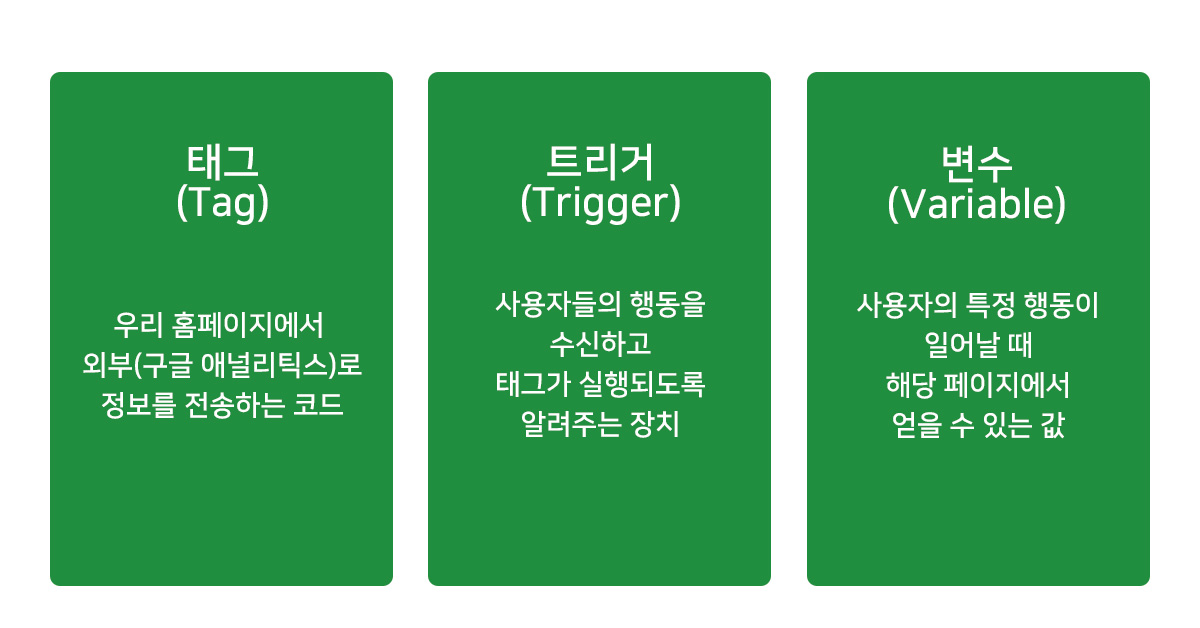 태그
(Tag)
우리 홈페이지에서
외부(구글 애널리틱스)로
정보를 전송하는 코드
트리거
(Trigger)
사용자들의 행동을
수신하고
태그가 실행되도록
알려주는 장치
변수
(Variable)
사용자의 특정 행동이
일어날 때
해당 페이지에서
얻을 수 있는 값